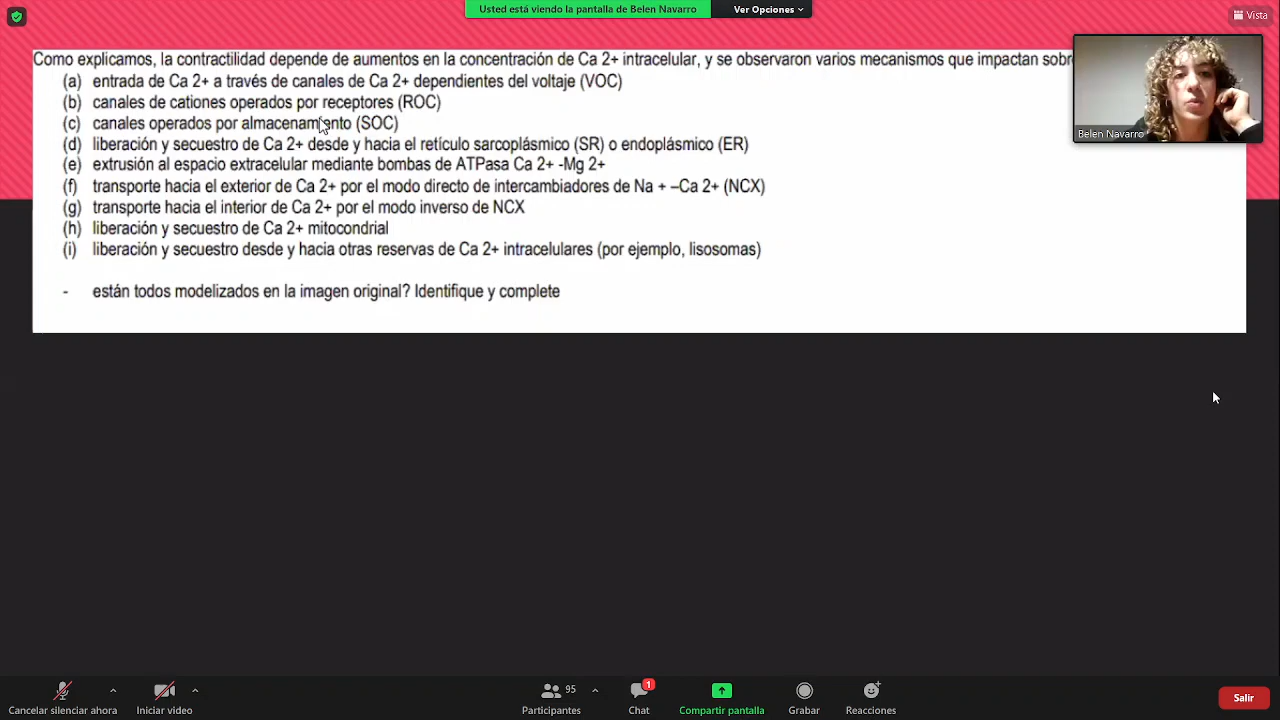 Usted está viendo la pantalla de Belen Navarro
Ver Opciones
Vista
Como explicamos, la contractilidad depende de aumentos en la concentración de Ca 2+ intracelular, y se observaron varios mecanismos que impactan
(a) entrada de Ca 2+ a través de canales de Ca 2+ dependientes del voltaje (VOC)
(b) canales de cationes operados por receptores (ROC)
(c) canales operados por almacenamiento (SOC)
(d) liberación y secuestro de Ca 2+ desde y hacia el retículo sarcoplásmico (SR) o endoplásmico (ER)
(e) extrusión al espacio extracelular mediante bombas de ATPasa Ca 2+ -Mg 2+
(f) transporte hacia el exterior de Ca 2+ por el modo directo de intercambiadores de Na + –Ca 2+ (NCX)
(g) transporte hacia el interior de Ca 2+ por el modo inverso de NCX
(h) liberación y secuestro de Ca 2+ mitocondrial
(i) liberación y secuestro desde y hacia otras reservas de Ca 2+ intracelulares (por ejemplo, lisosomas)
- están todos modelizados en la imagen original? Identifique y complete
Belen Navarro
Cancelar silenciar ahora
Iniciar video
95
Participantes
1
Chat
Compartir pantalla
Grabar
Reacciones
Salir